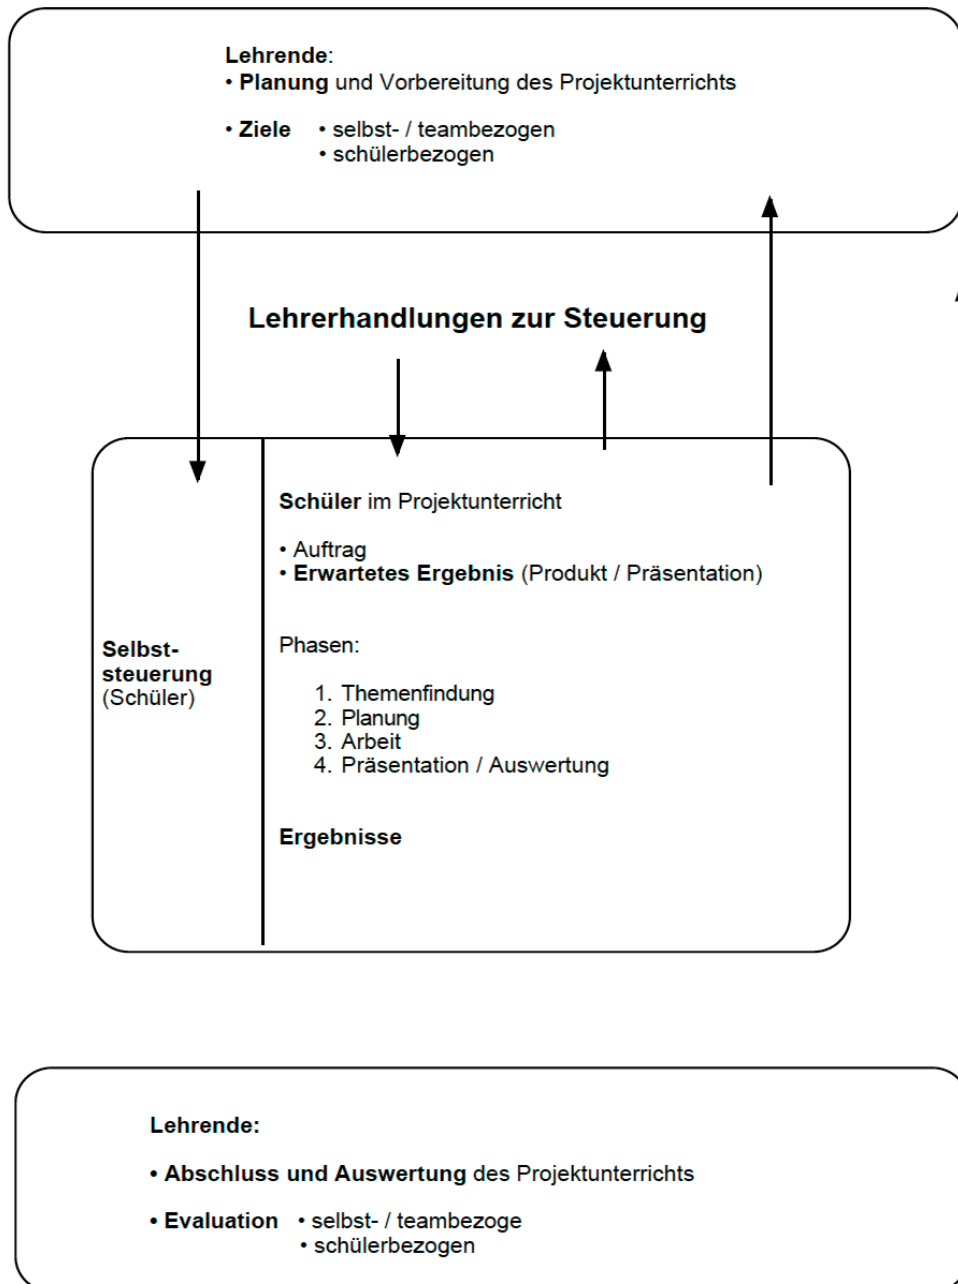 Lehrende:
• Planung und Vorbereitung des Projektunterrichts
• Ziele • selbst- / teambezogen
• schülerbezogen
Lehrerhandlungen zur Steuerung
Selbst-
steuerung
(Schüler)
Schüler im Projektunterricht
• Auftrag
• Erwartetes Ergebnis (Produkt / Präsentation)
Phasen:
1. Themenfindung
2. Planung
3. Arbeit
4. Präsentation / Auswertung
Ergebnisse
Lehrende:
• Abschluss und Auswertung des Projektunterrichts
• Evaluation • selbst- / teambezoge
• schülerbezogen